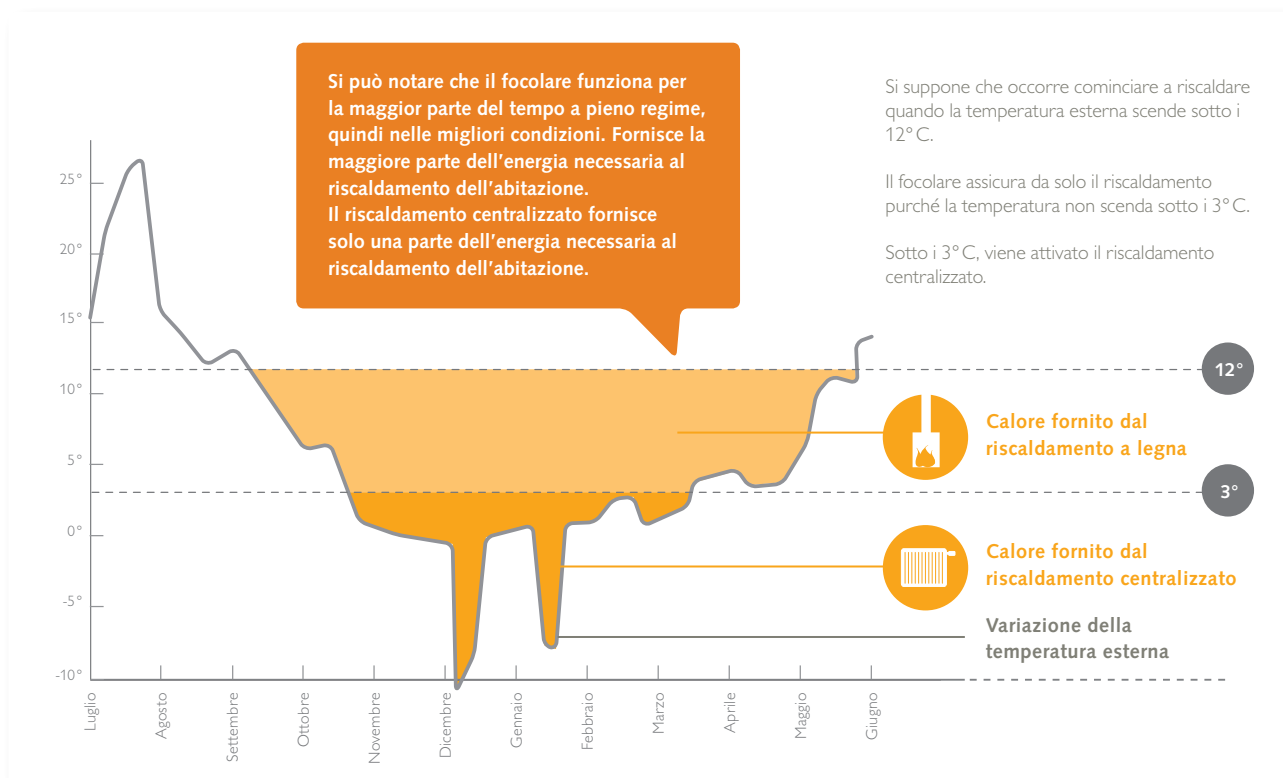 Si può notare che il focolare funziona per
la maggior parte del tempo a pieno regime,
quindi nelle migliori condizioni. Fornisce la
maggiore parte dell'energia necessaria al
riscaldamento dell'abitazione.
Il riscaldamento centralizzato fornisce
solo una parte dell'energia necessaria al
riscaldamento dell'abitazione.
Si suppone che occorre cominciare a riscaldare
quando la temperatura esterna scende sotto i
12° C.
Il focolare assicura da solo il riscaldamento
purché la temperatura non scenda sotto i 3° C.
Sotto i 3° C, viene attivato il riscaldamento
centralizzato.
25°
20°
15°
10°
5°
0°
-5°
-10°
12°
Calore fornito dal
riscaldamento a legna
3°
Calore fornito dal
riscaldamento centralizzato
Variazione della
temperatura esterna
Luglio
Agosto
Settembre
Ottobre
Novembre
Dicembre
Gennaio
Febbraio
Marzo
Aprile
Maggio
Giugno